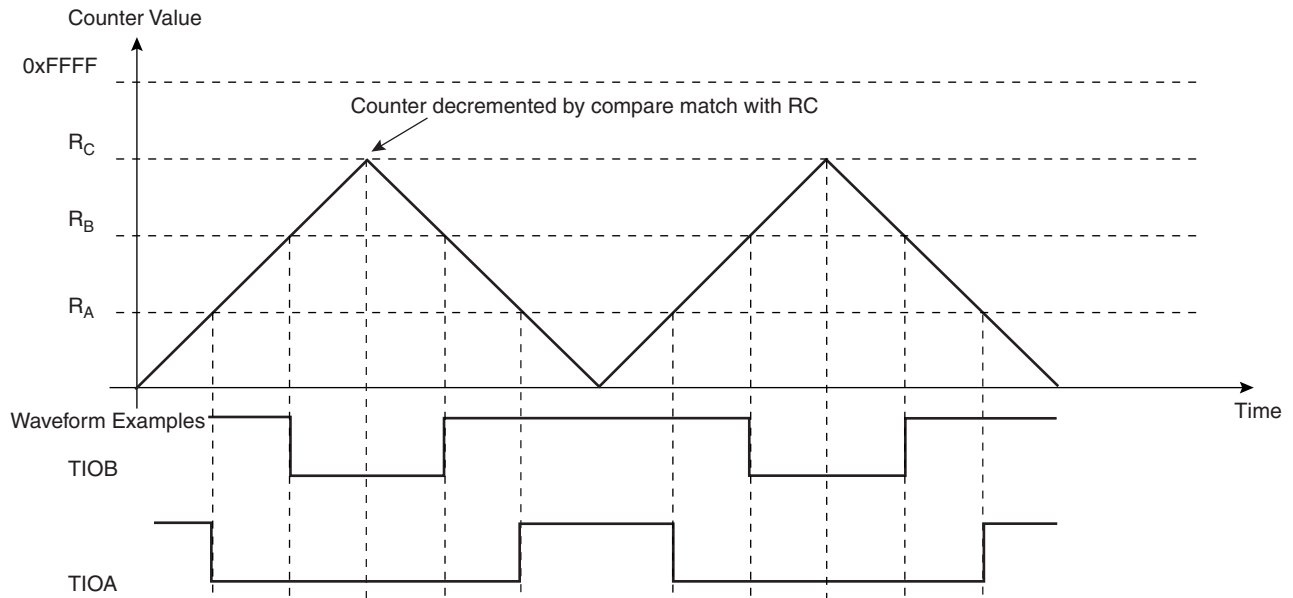 Counter Value
0xFFFF
Counter decremented by compare match with RC
RC
RB
RA
Time
Waveform Examples
TIOB
TIOA